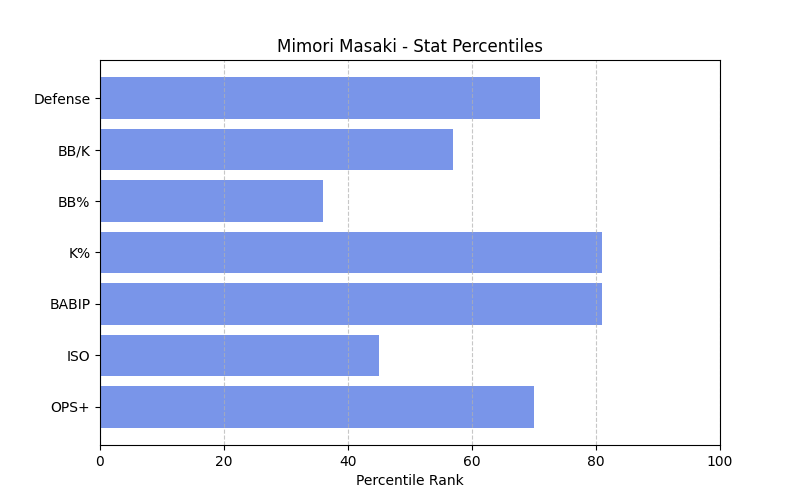 Mimori Masaki - Stat Percentiles
Defense
BB/K
BB%
K%
BABIP
ISO
OPS+
0 20 40 60 80 100
Percentile Rank